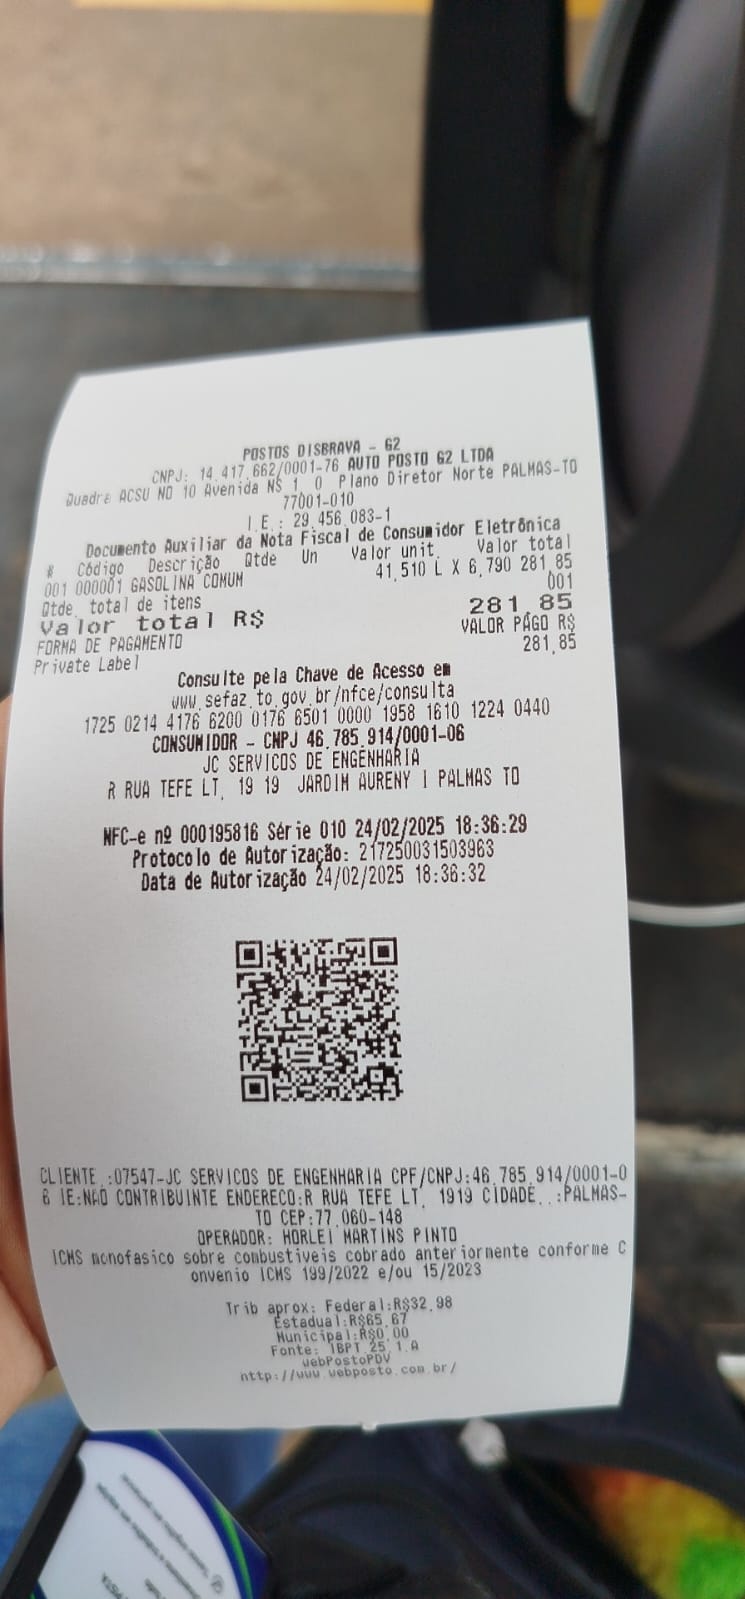 POSTOS DISBRAVA - G2
CNPJ: 14.417.662/0001-76 AUTO POSTO G2 LTDA
Quadra ACSU NO 10 Avenida NS 1, 0, Plano Diretor Norte PALMAS-TO
77001-010
I.E.: 29.456.083-1
Documento Auxiliar da Nota Fiscal de Consumidor Eletrônica
# Código Descrição Qtde Un Valor unit. Valor total
001 000001 GASOLINA COMUM 41,510 L X 6,790 281,85
Qtde. total de itens 001
Valor total R$ 281,85
FORMA DE PAGAMENTO VALOR PAGO R$
Private Label 281,85
Consulte pela Chave de Acesso em
www.sefaz.to.gov.br/nfce/consulta
1725 0214 4176 6200 0176 6501 0000 1958 1610 1224 0440
CONSUMIDOR - CNPJ 46.785.914/0001-06
JC SERVICOS DE ENGENHARIA
R RUA TEFE LT, 19 19 JARDIM AURENY I PALMAS TO
NFC-e nº 000195816 Série 010 24/02/2025 18:36:29
Protocolo de Autorização: 217250031503963
Data de Autorização 24/02/2025 18:36:32
CLIENTE.:07547-JC SERVICOS DE ENGENHARIA CPF/CNPJ:46.785.914/0001-0
6 IE:NAO CONTRIBUINTE ENDERECO:R RUA TEFE LT, 1919 CIDADE..:PALMAS-
TO CEP:77.060-148
OPERADOR: HORLEI MARTINS PINTO
ICMS monofasico sobre combustiveis cobrado anteriormente conforme C
onvenio ICMS 199/2022 e/ou 15/2023
Trib aprox: Federal:R$32,98
Estadual:R$65,67
Municipal:R$0,00
Fonte: IBPT 25.1.A
webPostoPDV
http://www.webposto.com.br/